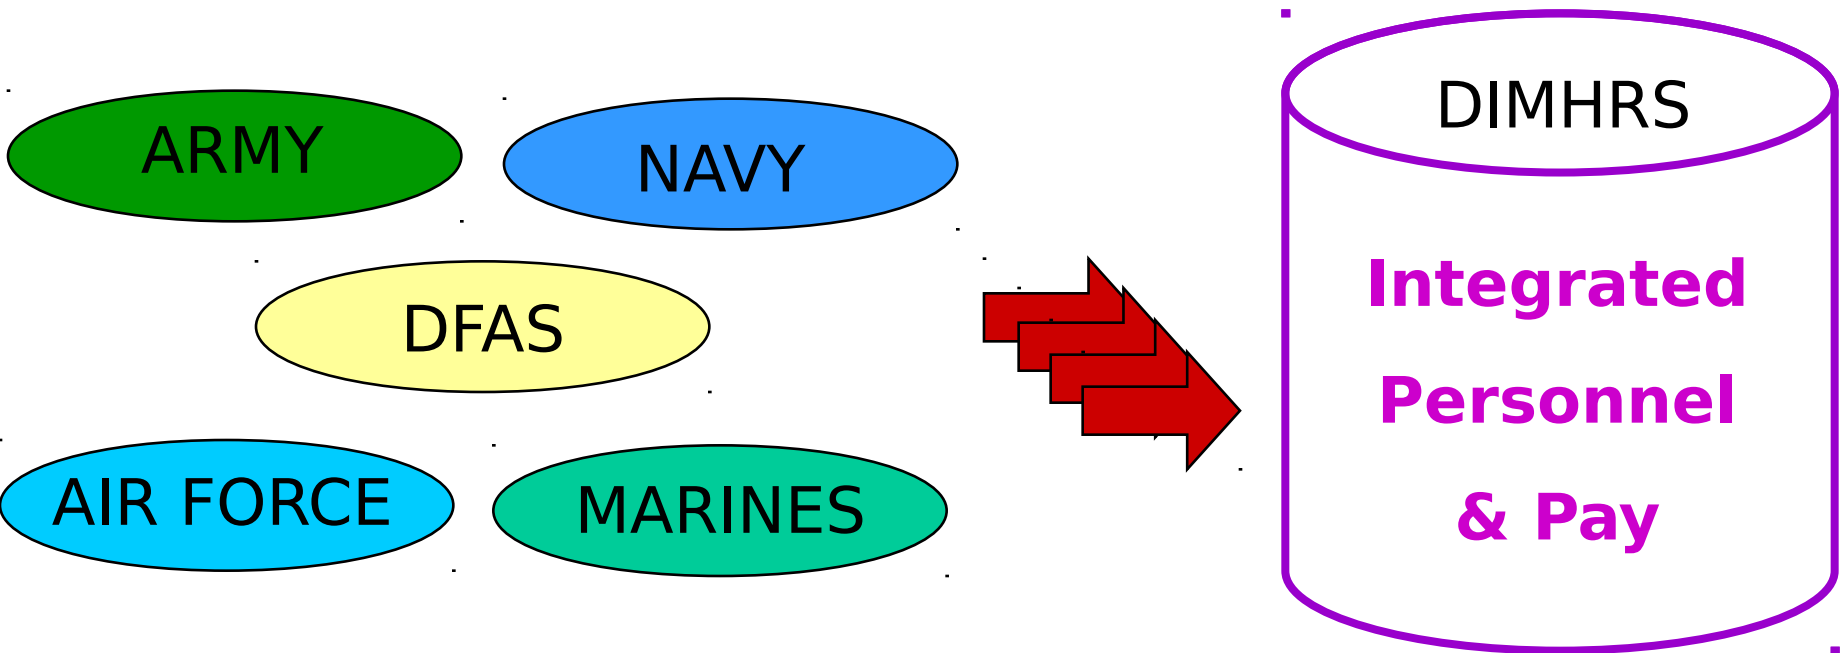 ARMY
NAVY
DFAS
AIR FORCE
MARINES
DIMHRS
Integrated
Personnel
& Pay